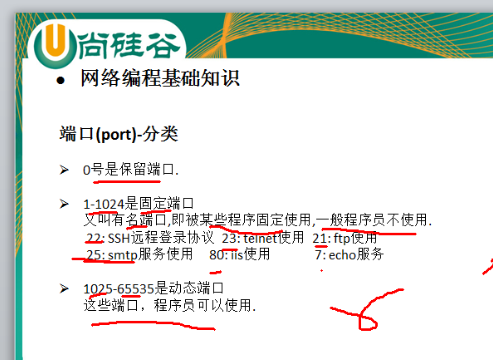 尚硅谷
● 网络编程基础知识
端口(port)-分类
➢ 0号是保留端口.
➢ 1-1024是固定端口
又叫有名端口,即被某些程序固定使用,一般程序员不使用.
22: SSH远程登录协议 23: telnet使用 21: ftp使用
25: smtp服务使用 80: iis使用 7: echo服务
➢ 1025-65535是动态端口
这些端口，程序员可以使用.